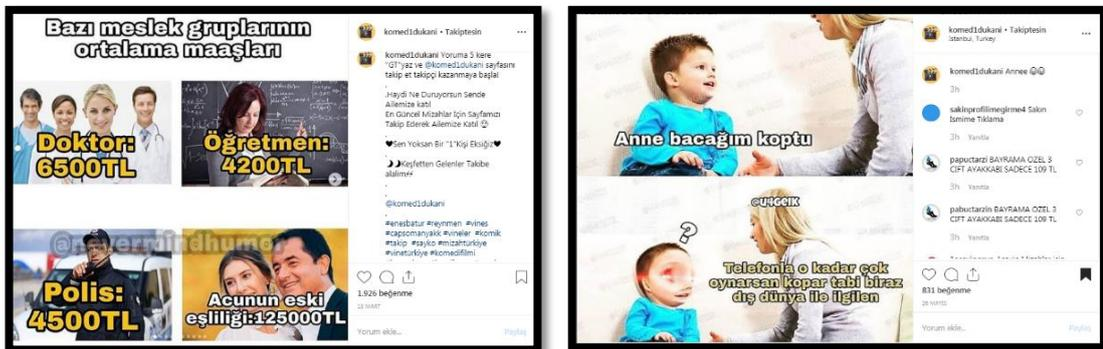 Bazı meslek gruplarının
ortalama maaşları
Doktor:
6500TL
Öğretmen:
4200TL
@nevermindhumor
Polis:
4500TL
Acunun eski
eşliliği:125000TL
komed1dukani • Takiptesin
komed1dukani Yoruma 5 kere
"GT"yaz ve @komed1dukani sayfasını
takip et takipçi kazanmaya başla!
.Haydi Ne Duruyorsun Sende
Ailemize katıl
En Güncel Mizahlar İçin Sayfamızı
Takip Ederek Ailemize Katıl
♥Sen Yoksan Bir "1"Kişi Eksiğiz♥
Keşfetten Gelenler Takibe
alalim
@komed1dukani
#enesbatur #reynmen #vines
#capsomanyakk #vineler #komik
#takip #sayko #mizahtürkiye
#vinetürkiye #komedifilmi
1.926 beğenme
Yorum ekle...
Paylaş
Anne bacağım koptu
@U4GEIK
?
Telefonla o kadar çok
oynarsan kopar tabi biraz
dış dünya ile ilgilen
komed1dukani • Takiptesin
Istanbul, Turkey
komed1dukani Annee
3h
sakinprofilimegirme4 Sakın
İsmime Tıklama
3h Yanıtla
papuctarzi BAYRAMA ÖZEL 3
ÇİFT AYAKKABI SADECE 109 TL
3h Yanıtla
pabuctarzin BAYRAMA ÖZEL 3
ÇİFT AYAKKABI SADECE 109 TL
3h Yanıtla
831 beğenme
Yorum ekle...
Paylaş